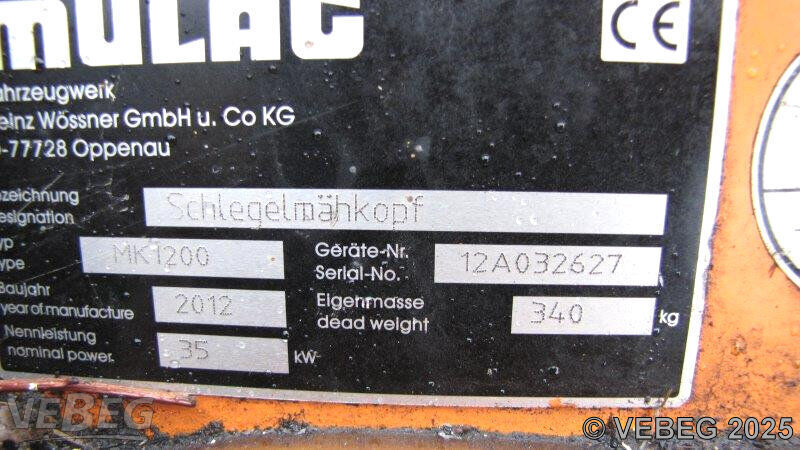 mulag
CE
ahrzeugwerk
einz Wössner GmbH u. Co KG
-77728 Oppenau
zeichnung
esignation
Schlegelmähkopf
yp
ype
MK1200
Geräte-Nr.
Serial-No.
12A032627
Baujahr
year of manufacture
2012
Eigenmasse
dead weight
340
kg
Nennleistung
nominal power
35
kW
VEBEG
© VEBEG 2025